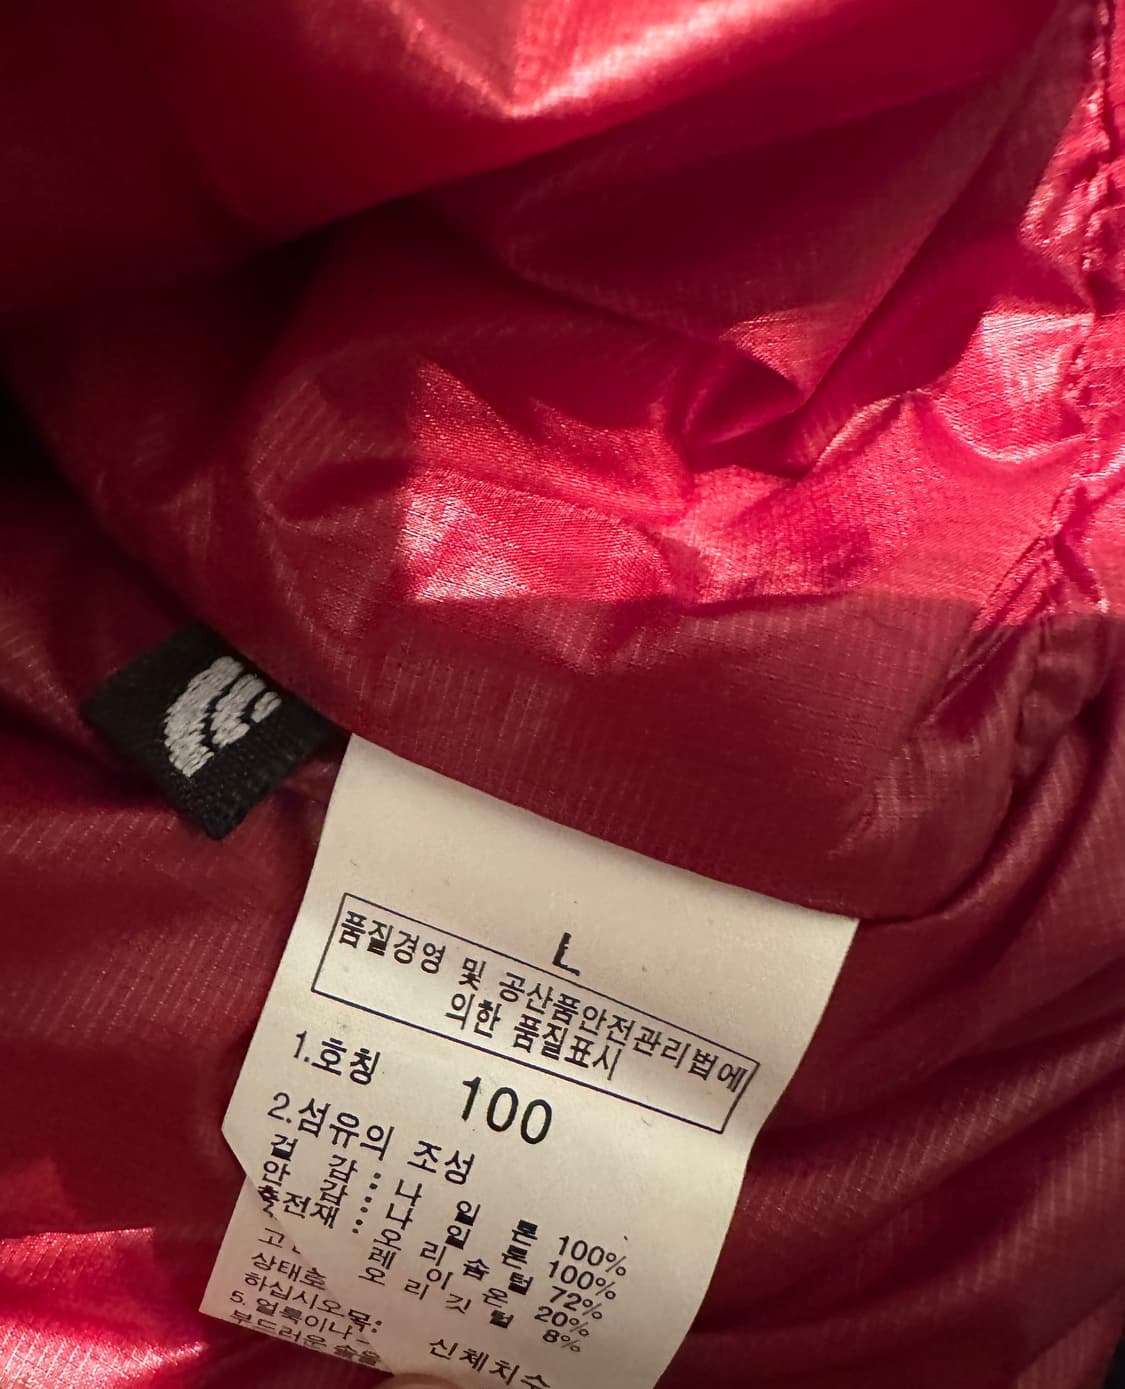 L
품질경영 및 공산품안전관리법에
의한 품질표시
1.호칭 100
2.섬유의 조성
겉 감 : 나 일 론 100%
안 감 : 나 일 론 100%
충전재 : 오 리 솜 털 72%
레 이 온 20%
오 리 깃 털 8%
상태로
하십시오
목:
신체치수
5. 얼룩이나
부드러운 솔을